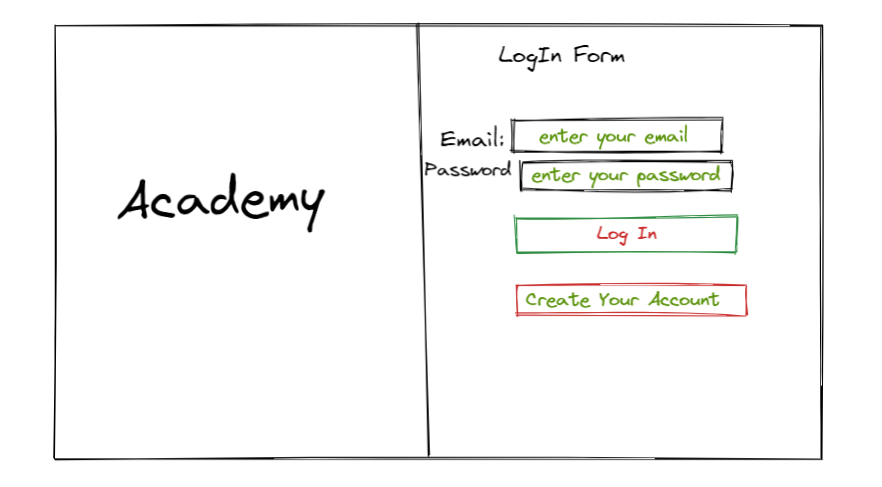 Academy
LogIn Form
Email: enter your email
Password enter your password
Log In
Create Your Account